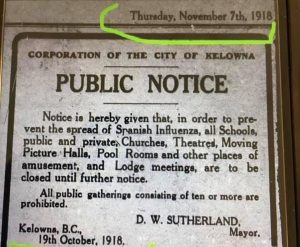 Thursday, November 7th, 1918
CORPORATION OF THE CITY OF KELOWNA
PUBLIC NOTICE
Notice is hereby given that, in order to pre-
vent the spread of Spanish Influenza, all Schools,
public and private, Churches, Theatres, Moving
Picture Halls, Pool Rooms and other places of
amusement, and Lodge meetings, are to be
closed until further notice.
All public gatherings consisting of ten or more are
prohibited.
D. W. SUTHERLAND,
Kelowna, B.C., Mayor.
19th October, 1918.